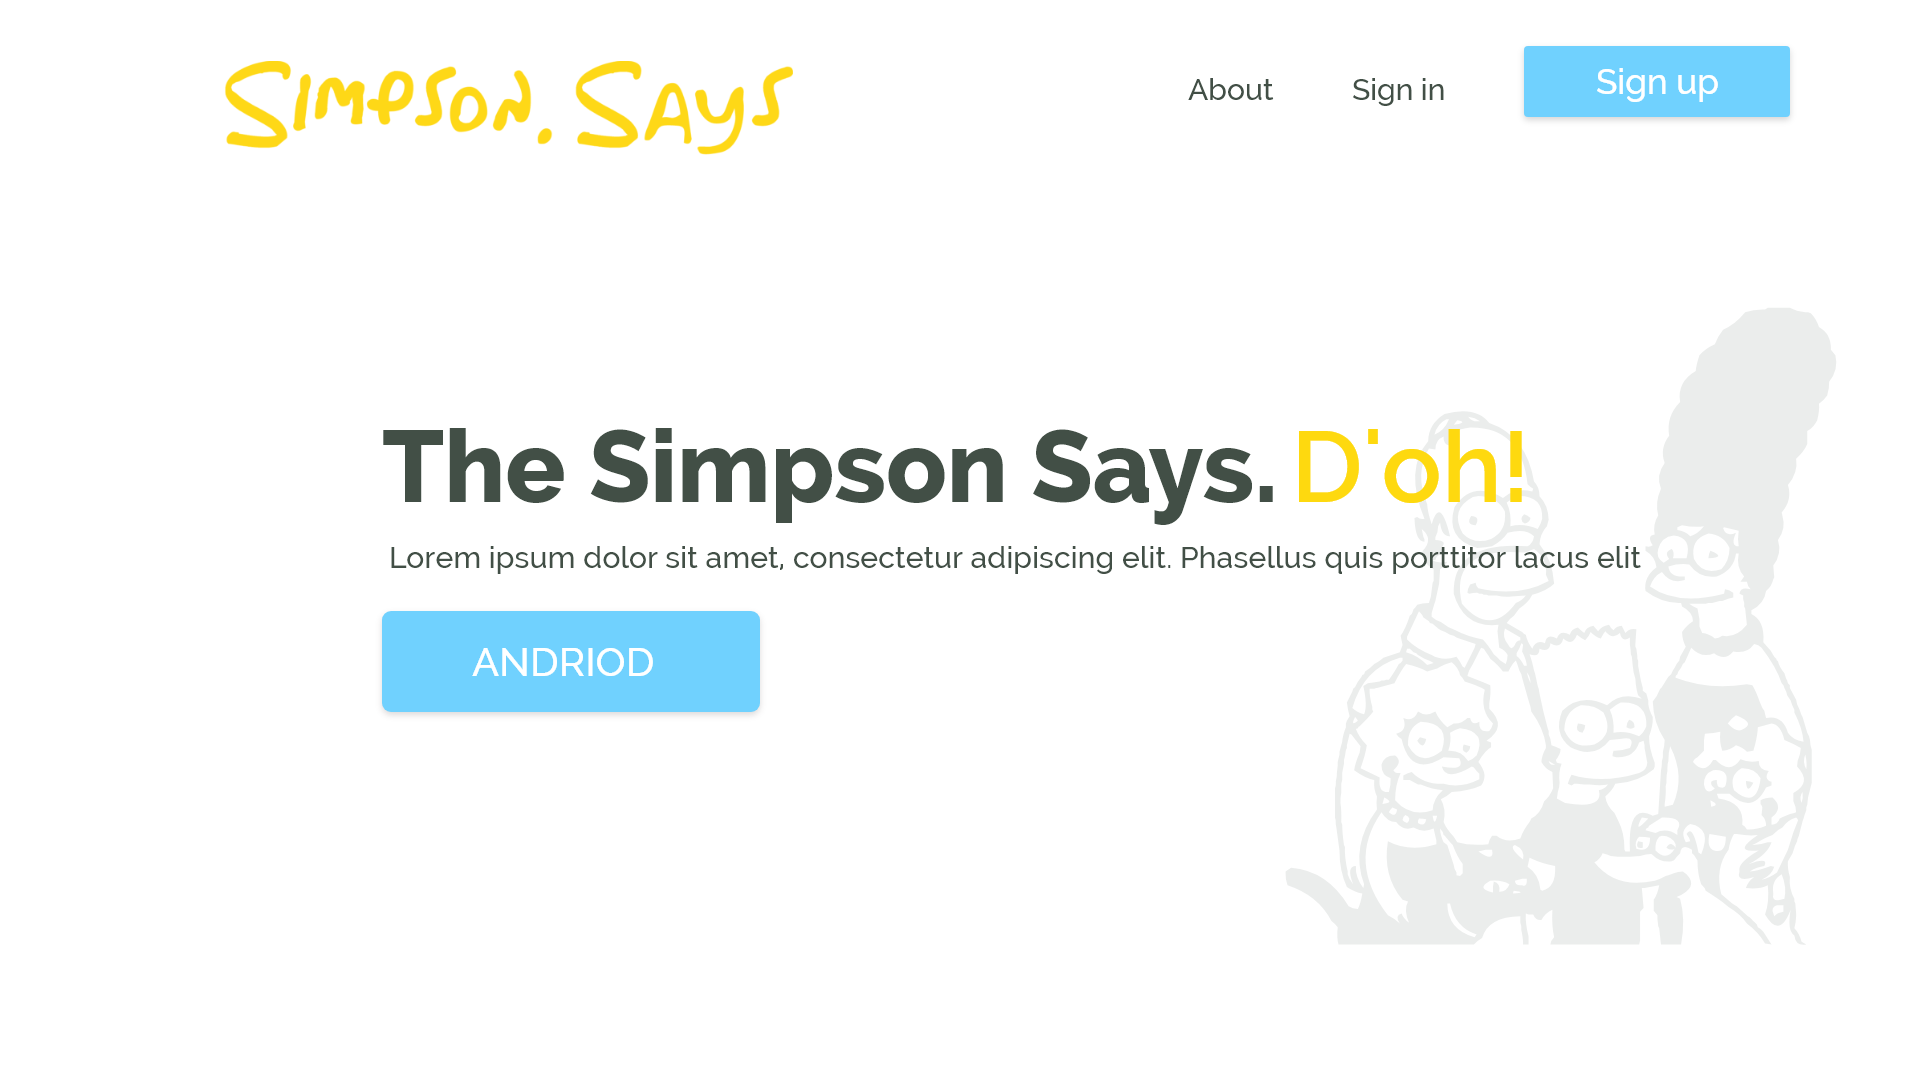 Simpson. Says
About
Sign in
Sign up
The Simpson Says. D'oh!
Lorem ipsum dolor sit amet, consectetur adipiscing elit. Phasellus quis porttitor lacus elit
ANDRIOD